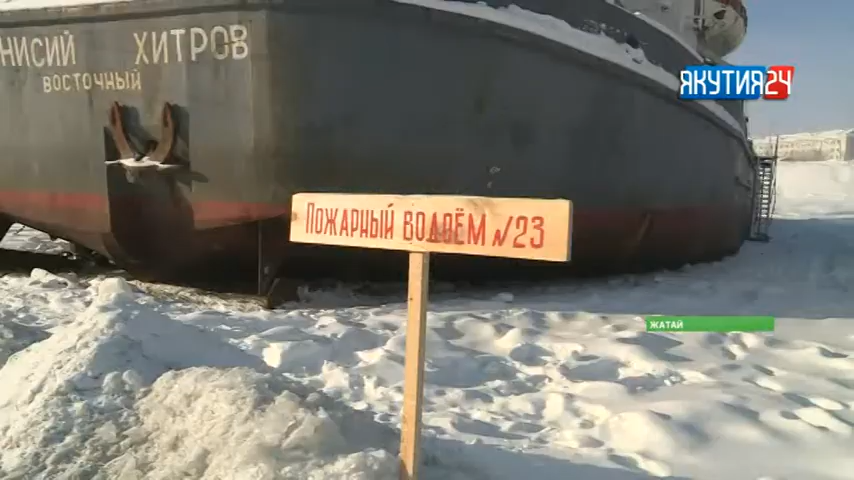 НИСИЙ ХИТРОВ
ВОСТОЧНЫЙ
ЯКУТИЯ24
ПОЖАРНЫЙ ВОДОЁМ №23
ЖАТАЙ